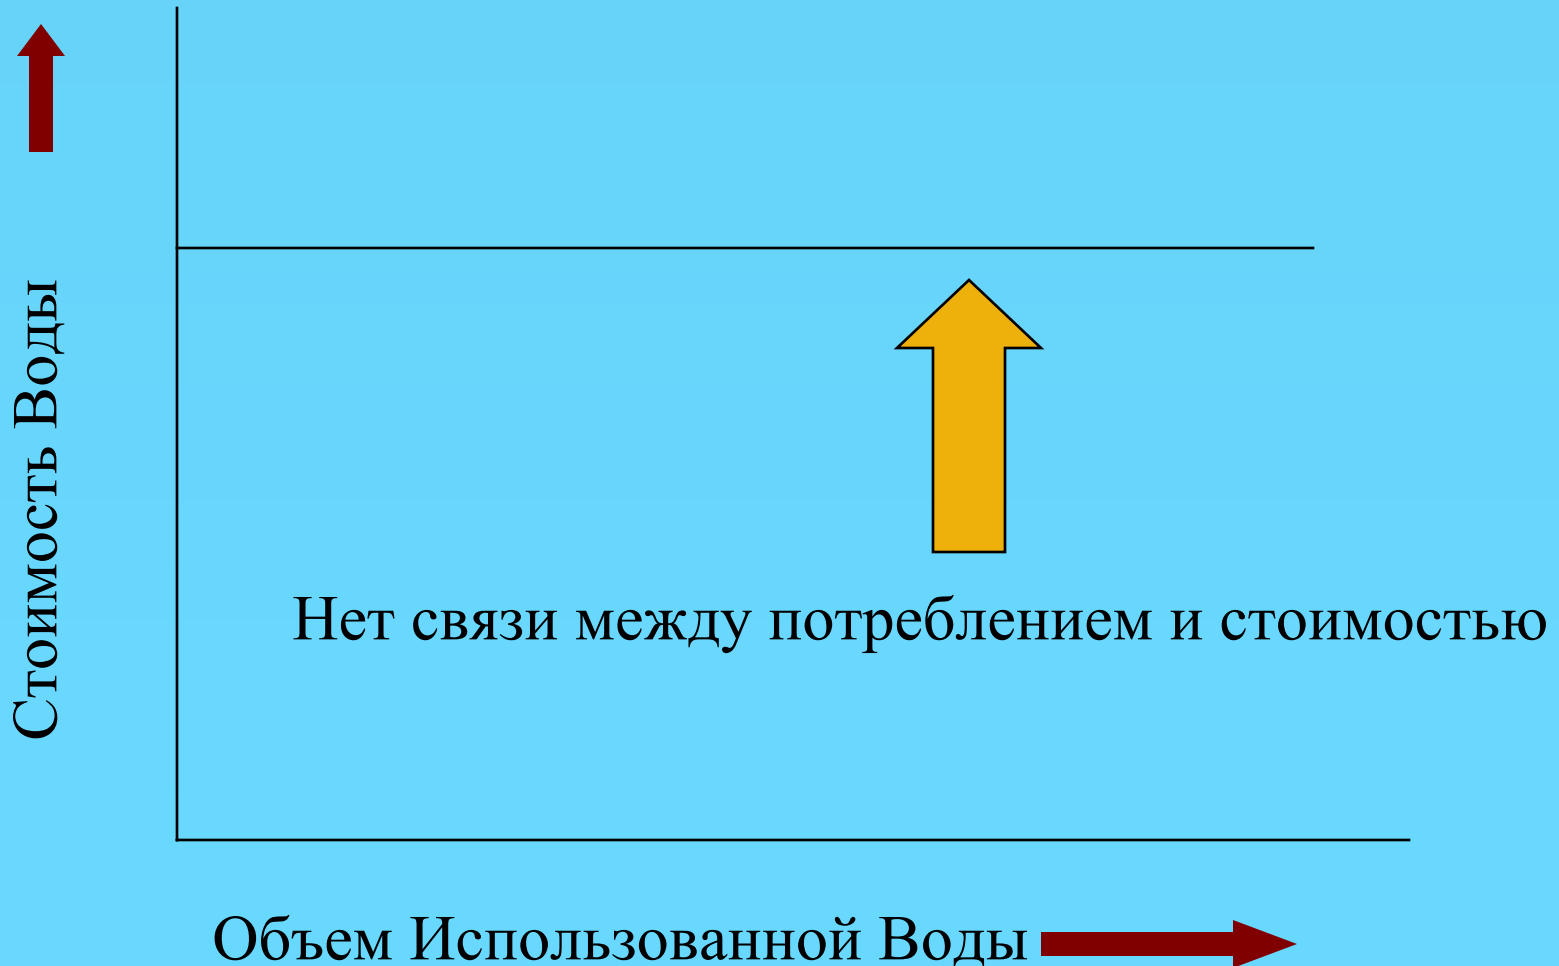 Стоимость Воды
Нет связи между потреблением и стоимостью
Объем Использованной Воды